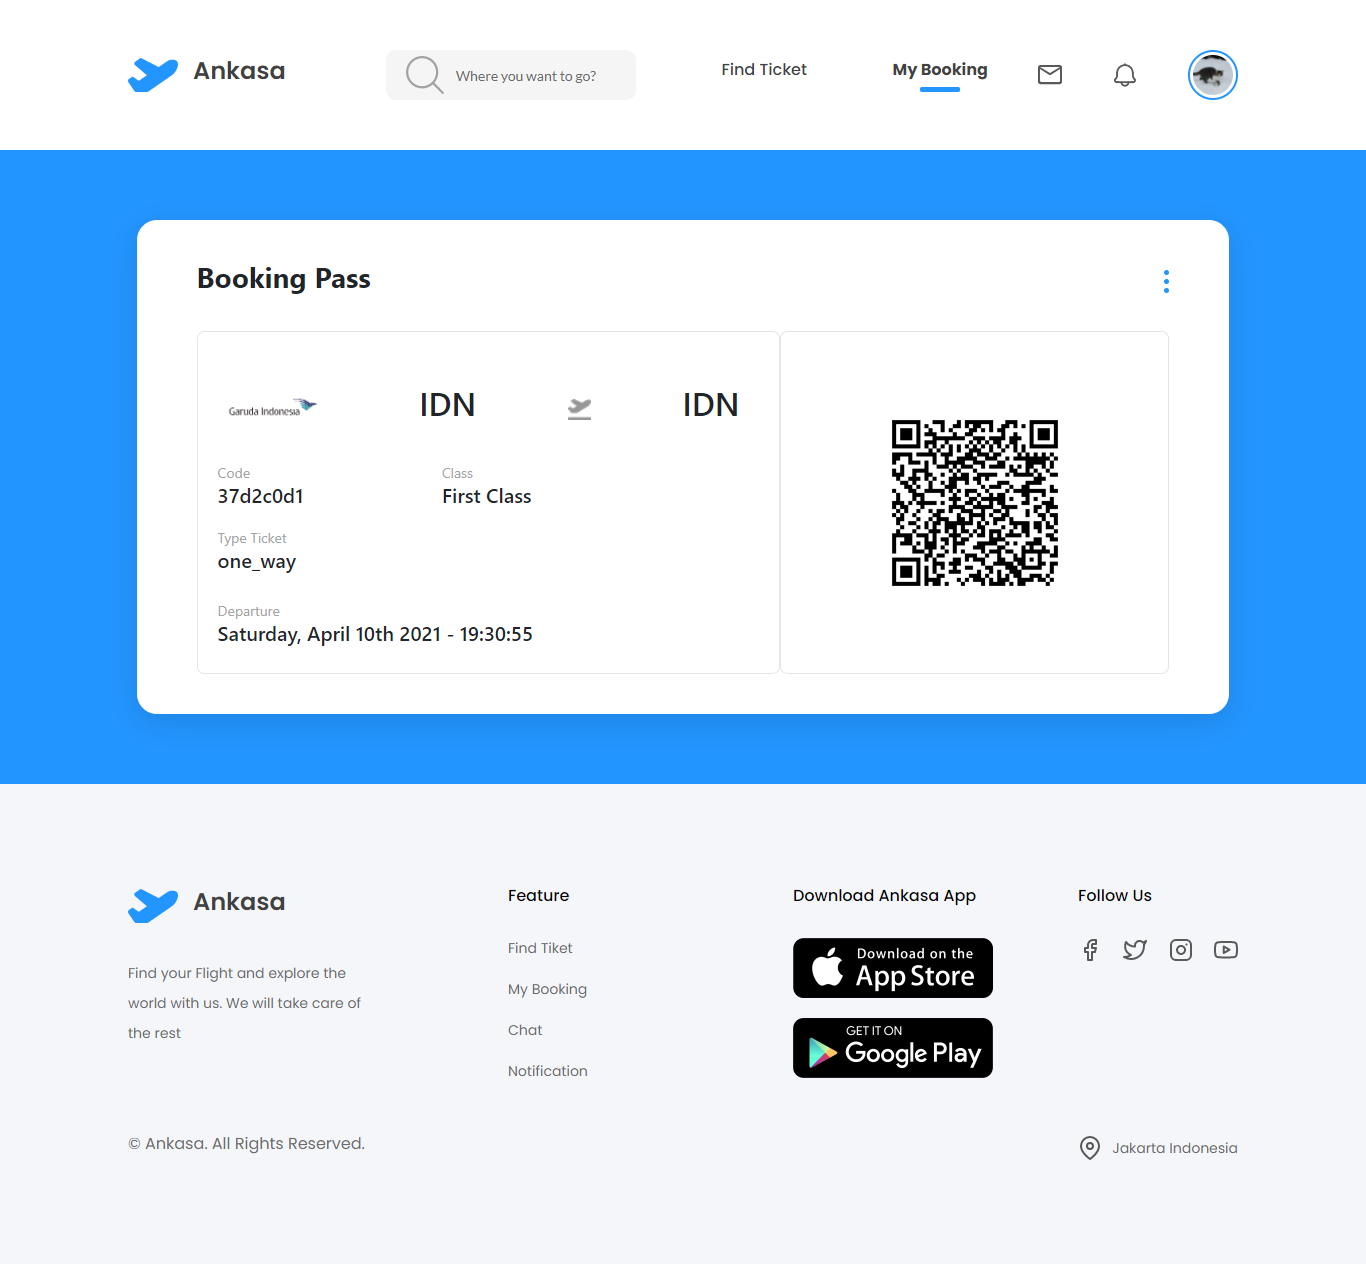 Ankasa
Where you want to go?
Find Ticket
My Booking
Booking Pass
Garuda Indonesia
IDN
IDN
Code
37d2c0d1
Class
First Class
Type Ticket
one_way
Departure
Saturday, April 10th 2021 - 19:30:55
Ankasa
Find your Flight and explore the
world with us. We will take care of
the rest
Feature
Find Tiket
My Booking
Chat
Notification
Download Ankasa App
Download on the
App Store
GET IT ON
Google Play
Follow Us
© Ankasa. All Rights Reserved.
Jakarta Indonesia